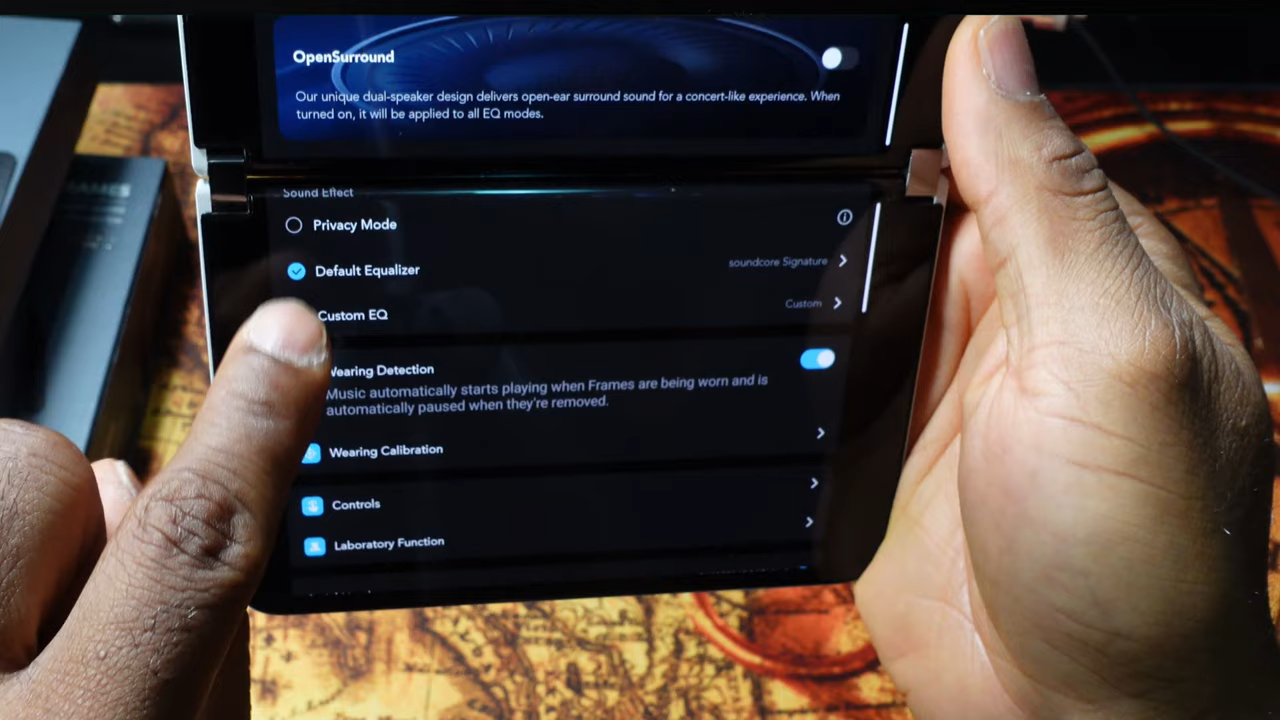 OpenSurround
Our unique dual-speaker design delivers open-ear surround sound for a concert-like experience. When
turned on, it will be applied to all EQ modes.
Sound Effect
Privacy Mode
Default Equalizer
soundcore Signature
Custom EQ
Custom
Wearing Detection
Music automatically starts playing when Frames are being worn and is
automatically paused when they're removed.
Wearing Calibration
Controls
Laboratory Function